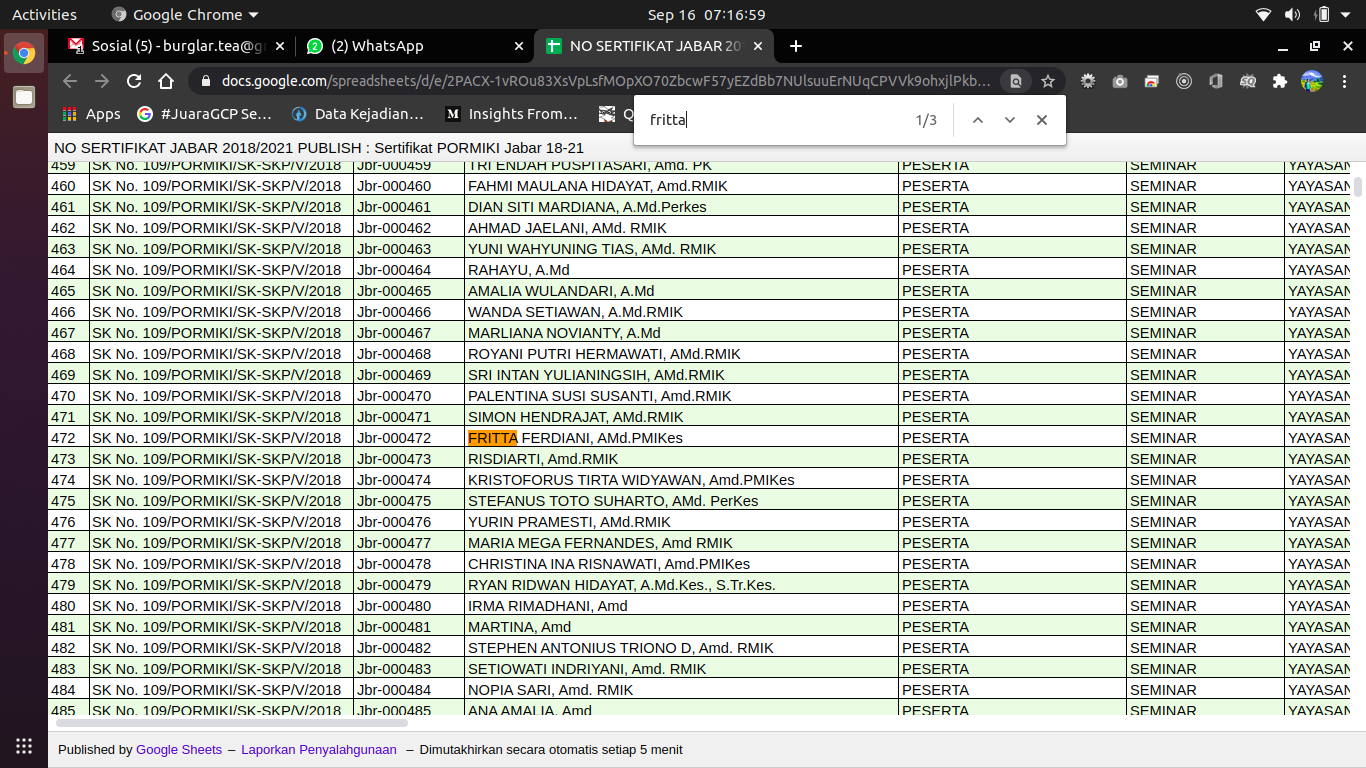 Activities
Google Chrome
Sep 16 07:16:59
Sosial (5) - burglar.tea@g
(2) WhatsApp
NO SERTIFIKAT JABAR 20
docs.google.com/spreadsheets/d/e/2PACX-1vROu83XsVpLsfMOpXO70ZbcwF57yEZdBb7NUlsuuErNUqCPVVk9ohxjlPkb...
Apps
#JuaraGCP Se...
Data Kejadian...
Insights From...
fritta
1/3
NO SERTIFIKAT JABAR 2018/2021 PUBLISH : Sertifikat PORMIKI Jabar 18-21
459 SK No. 109/PORMIKI/SK-SKP/V/2018 Jbr-000459 TRI ENDAH PUSPITASARI, Amd. PK PESERTA SEMINAR YAYASAN
460 SK No. 109/PORMIKI/SK-SKP/V/2018 Jbr-000460 FAHMI MAULANA HIDAYAT, Amd.RMIK PESERTA SEMINAR YAYASAN
461 SK No. 109/PORMIKI/SK-SKP/V/2018 Jbr-000461 DIAN SITI MARDIANA, A.Md.Perkes PESERTA SEMINAR YAYASAN
462 SK No. 109/PORMIKI/SK-SKP/V/2018 Jbr-000462 AHMAD JAELANI, AMd. RMIK PESERTA SEMINAR YAYASAN
463 SK No. 109/PORMIKI/SK-SKP/V/2018 Jbr-000463 YUNI WAHYUNING TIAS, AMd. RMIK PESERTA SEMINAR YAYASAN
464 SK No. 109/PORMIKI/SK-SKP/V/2018 Jbr-000464 RAHAYU, A.Md PESERTA SEMINAR YAYASAN
465 SK No. 109/PORMIKI/SK-SKP/V/2018 Jbr-000465 AMALIA WULANDARI, A.Md PESERTA SEMINAR YAYASAN
466 SK No. 109/PORMIKI/SK-SKP/V/2018 Jbr-000466 WANDA SETIAWAN, A.Md.RMIK PESERTA SEMINAR YAYASAN
467 SK No. 109/PORMIKI/SK-SKP/V/2018 Jbr-000467 MARLIANA NOVIANTY, A.Md PESERTA SEMINAR YAYASAN
468 SK No. 109/PORMIKI/SK-SKP/V/2018 Jbr-000468 ROYANI PUTRI HERMAWATI, AMd.RMIK PESERTA SEMINAR YAYASAN
469 SK No. 109/PORMIKI/SK-SKP/V/2018 Jbr-000469 SRI INTAN YULIANINGSIH, AMd.RMIK PESERTA SEMINAR YAYASAN
470 SK No. 109/PORMIKI/SK-SKP/V/2018 Jbr-000470 PALENTINA SUSI SUSANTI, Amd.RMIK PESERTA SEMINAR YAYASAN
471 SK No. 109/PORMIKI/SK-SKP/V/2018 Jbr-000471 SIMON HENDRAJAT, AMd.RMIK PESERTA SEMINAR YAYASAN
472 SK No. 109/PORMIKI/SK-SKP/V/2018 Jbr-000472 FRITTA FERDIANI, AMd.PMIKes PESERTA SEMINAR YAYASAN
473 SK No. 109/PORMIKI/SK-SKP/V/2018 Jbr-000473 RISDIARTI, Amd.RMIK PESERTA SEMINAR YAYASAN
474 SK No. 109/PORMIKI/SK-SKP/V/2018 Jbr-000474 KRISTOFORUS TIRTA WIDYAWAN, Amd.PMIKes PESERTA SEMINAR YAYASAN
475 SK No. 109/PORMIKI/SK-SKP/V/2018 Jbr-000475 STEFANUS TOTO SUHARTO, AMd. PerKes PESERTA SEMINAR YAYASAN
476 SK No. 109/PORMIKI/SK-SKP/V/2018 Jbr-000476 YURIN PRAMESTI, AMd.RMIK PESERTA SEMINAR YAYASAN
477 SK No. 109/PORMIKI/SK-SKP/V/2018 Jbr-000477 MARIA MEGA FERNANDES, Amd RMIK PESERTA SEMINAR YAYASAN
478 SK No. 109/PORMIKI/SK-SKP/V/2018 Jbr-000478 CHRISTINA INA RISNAWATI, Amd.PMIKes PESERTA SEMINAR YAYASAN
479 SK No. 109/PORMIKI/SK-SKP/V/2018 Jbr-000479 RYAN RIDWAN HIDAYAT, A.Md.Kes., S.Tr.Kes. PESERTA SEMINAR YAYASAN
480 SK No. 109/PORMIKI/SK-SKP/V/2018 Jbr-000480 IRMA RIMADHANI, Amd PESERTA SEMINAR YAYASAN
481 SK No. 109/PORMIKI/SK-SKP/V/2018 Jbr-000481 MARTINA, Amd PESERTA SEMINAR YAYASAN
482 SK No. 109/PORMIKI/SK-SKP/V/2018 Jbr-000482 STEPHEN ANTONIUS TRIONO D, Amd. RMIK PESERTA SEMINAR YAYASAN
483 SK No. 109/PORMIKI/SK-SKP/V/2018 Jbr-000483 SETIOWATI INDRIYANI, Amd. RMIK PESERTA SEMINAR YAYASAN
484 SK No. 109/PORMIKI/SK-SKP/V/2018 Jbr-000484 NOPIA SARI, Amd. RMIK PESERTA SEMINAR YAYASAN
485 SK No. 109/PORMIKI/SK-SKP/V/2018 Jbr-000485 ANA AMALIA, Amd PESERTA SEMINAR YAYASAN
Published by Google Sheets – Laporkan Penyalahgunaan – Dimutakhirkan secara otomatis setiap 5 menit